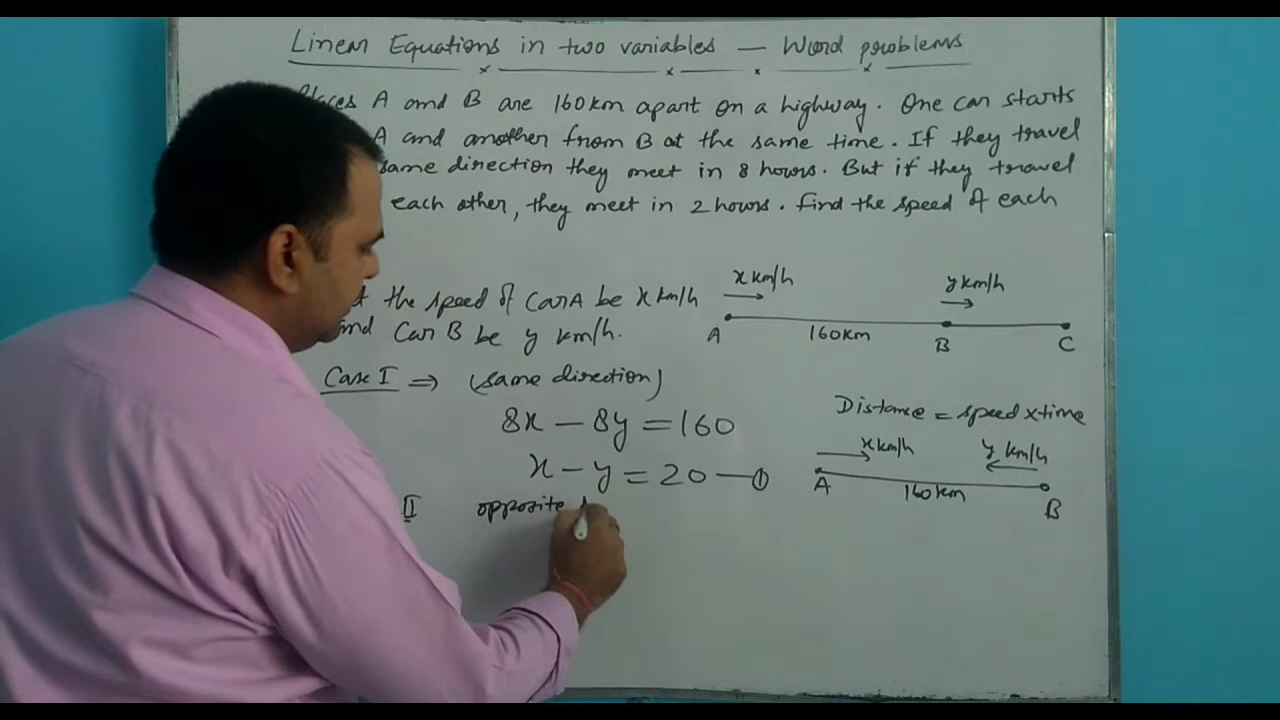 Linear Equations in two variables — Word problems
Places A and B are 160km apart on a highway. One car starts
A and another from B at the same time. If they travel
same direction they meet in 8 hours. But if they travel
each other, they meet in 2 hours. Find the speed of each
the speed of Car A be x km/h
and Car B be y km/h.
x km/h
y km/h
A 160km B C
Case I ⇒ (same direction)
8x – 8y = 160
x – y = 20 —①
II opposite
Distance = speed x time
x km/h y km/h
A 160km B